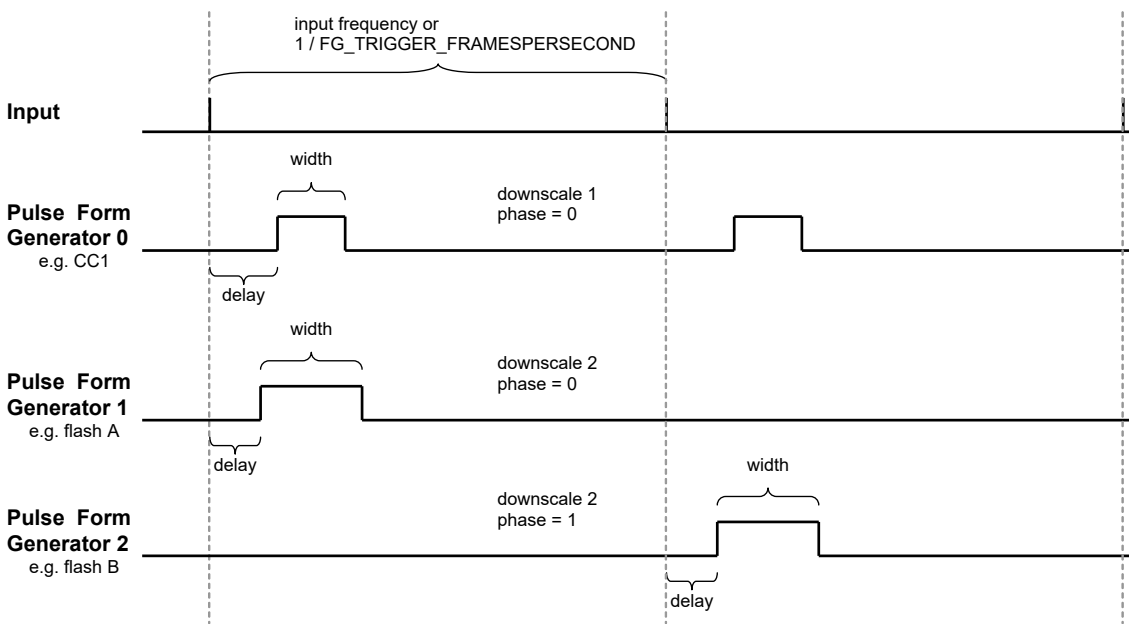 input frequency or
1 / FG_TRIGGER_FRAMESPERSECOND
Input
width
downscale 1
phase = 0
Pulse Form
Generator 0
e.g. CC1
delay
width
downscale 2
phase = 0
Pulse Form
Generator 1
e.g. flash A
delay
width
downscale 2
phase = 1
Pulse Form
Generator 2
e.g. flash B
delay